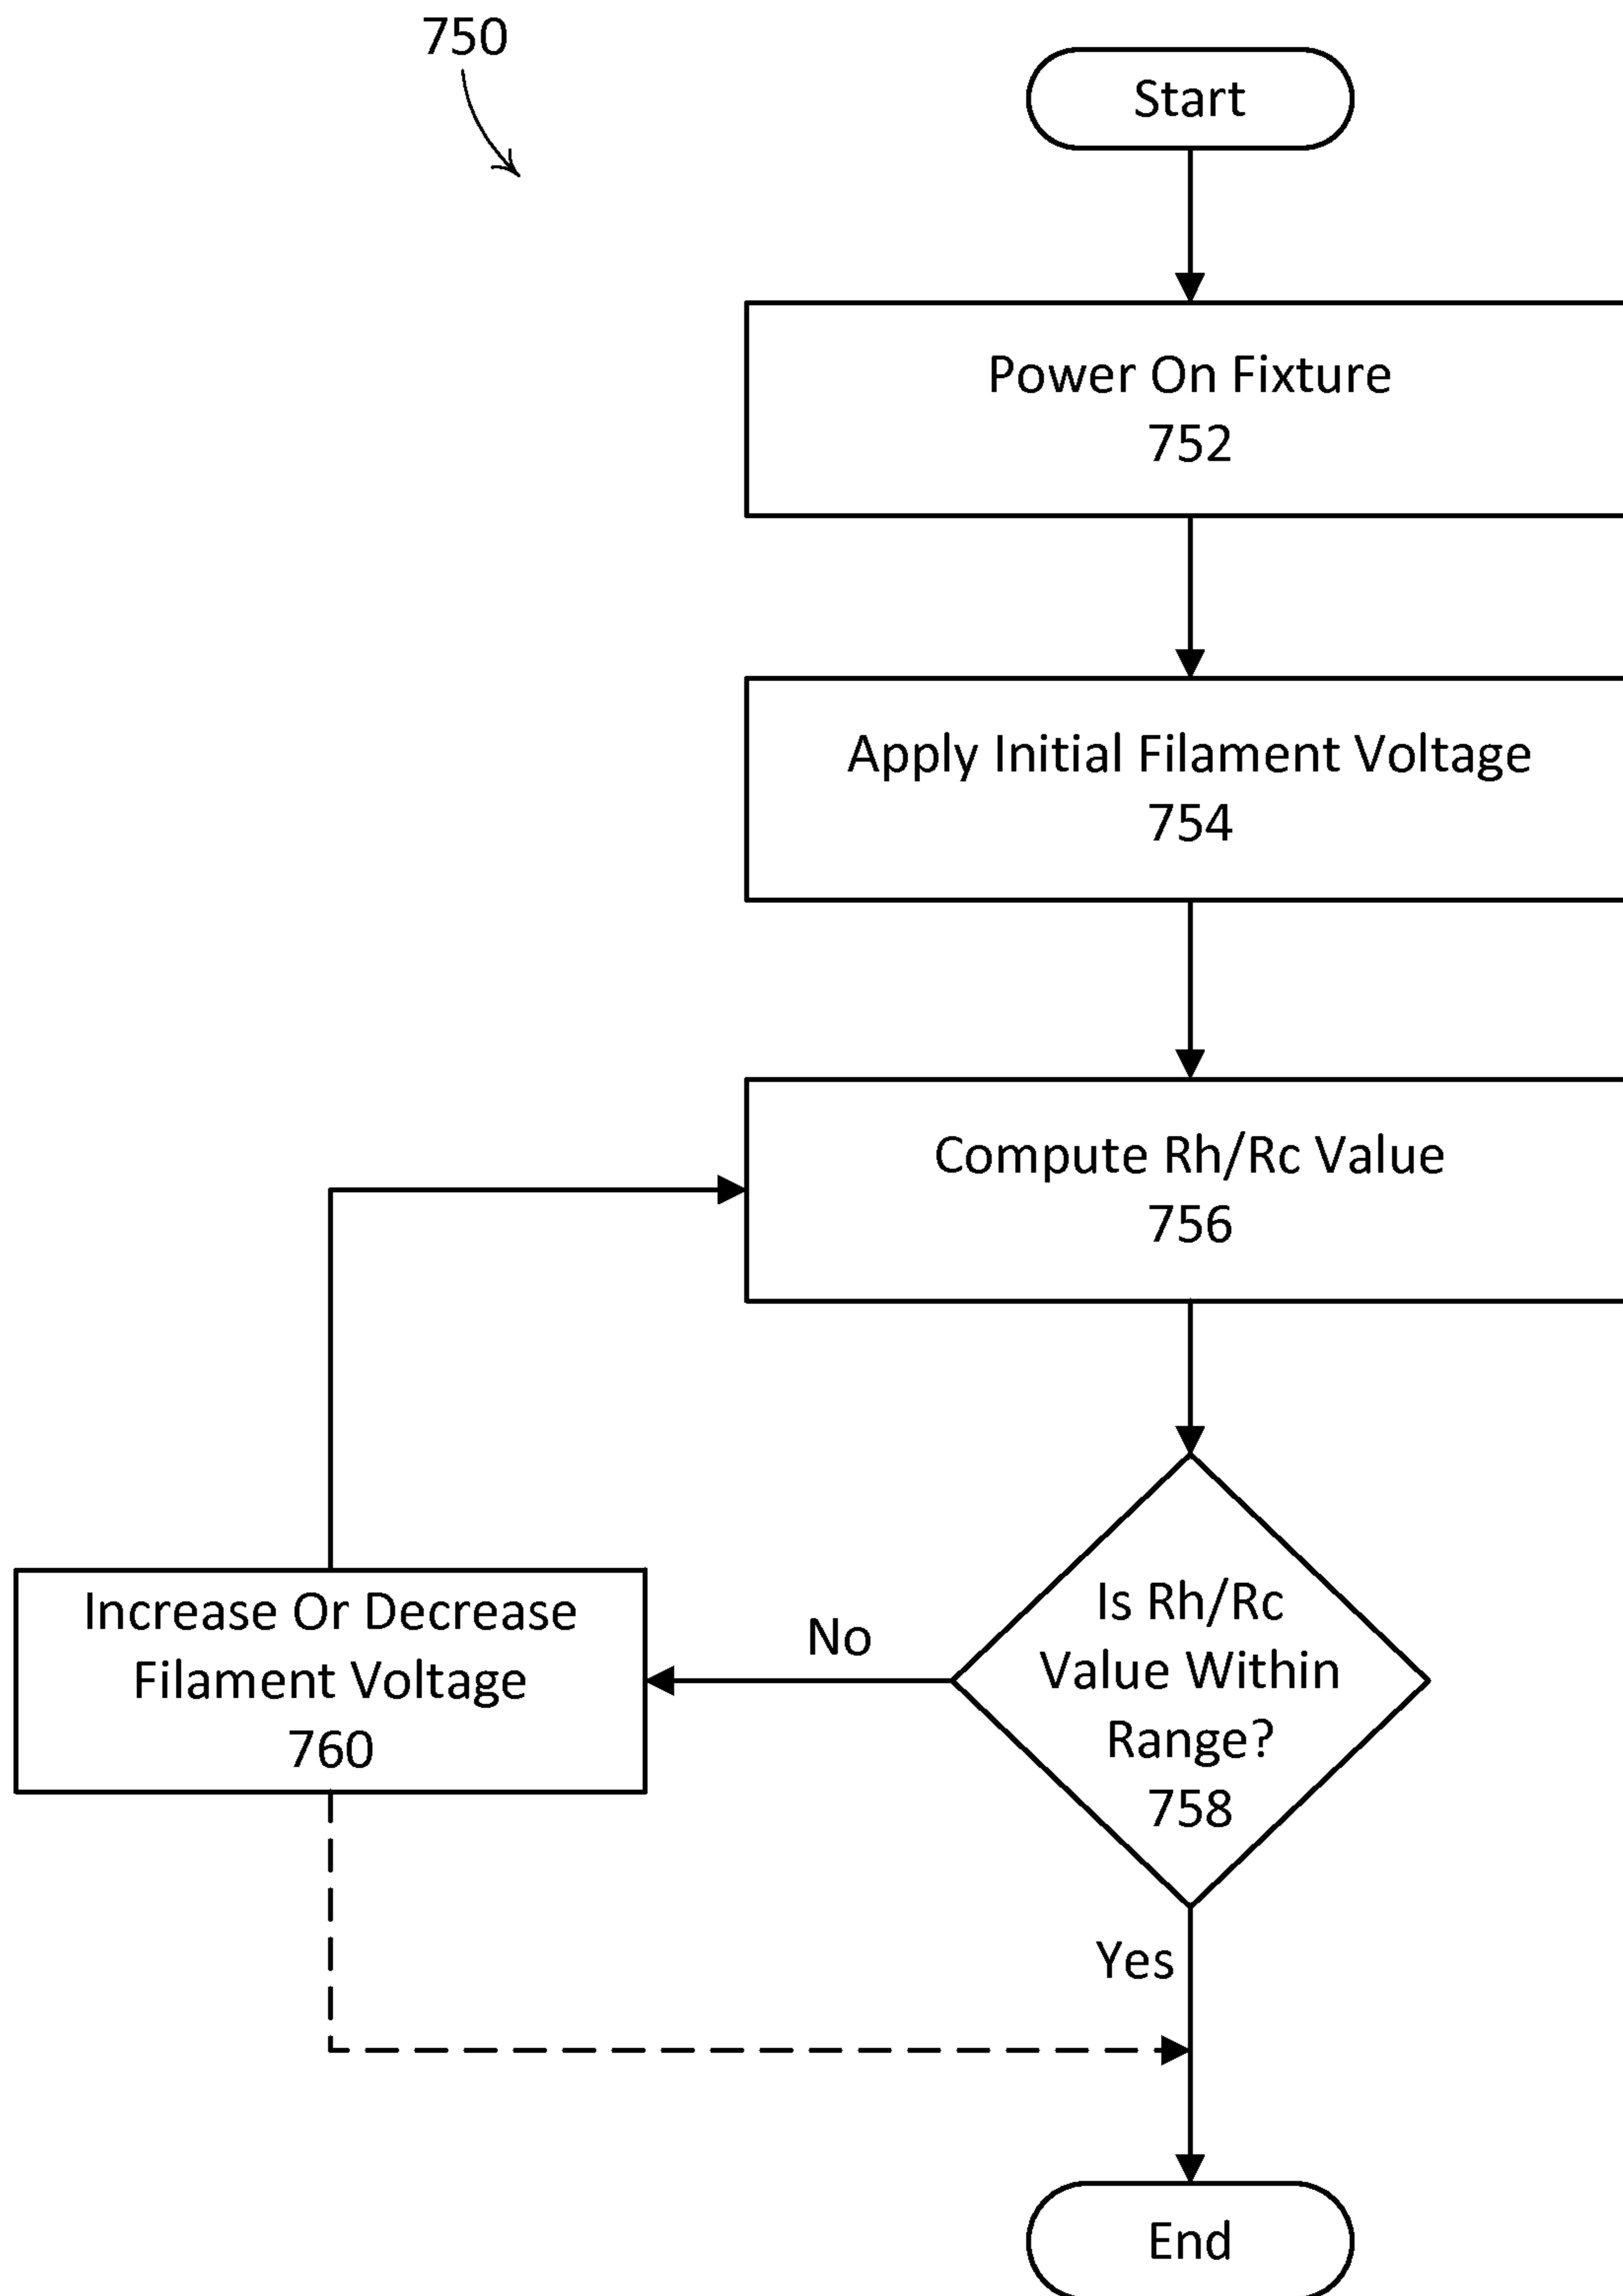 750
Start
Power On Fixture
752
Apply Initial Filament Voltage
754
Compute Rh/Rc Value
756
Is Rh/Rc
Value Within
Range?
758
No
Increase Or Decrease
Filament Voltage
760
Yes
End